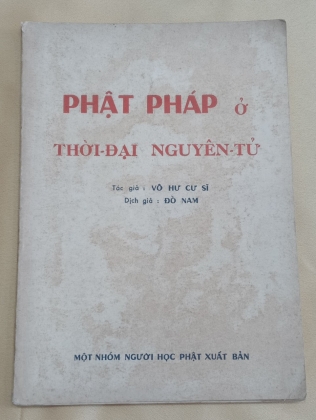 PHẬT PHÁP Ở
THỜI-ĐẠI NGUYÊN-TỬ
Tác giả : VÔ HƯ CƯ SĨ
Dịch giả : ĐỒ NAM
MỘT NHÓM NGƯỜI HỌC PHẬT XUẤT BẢN